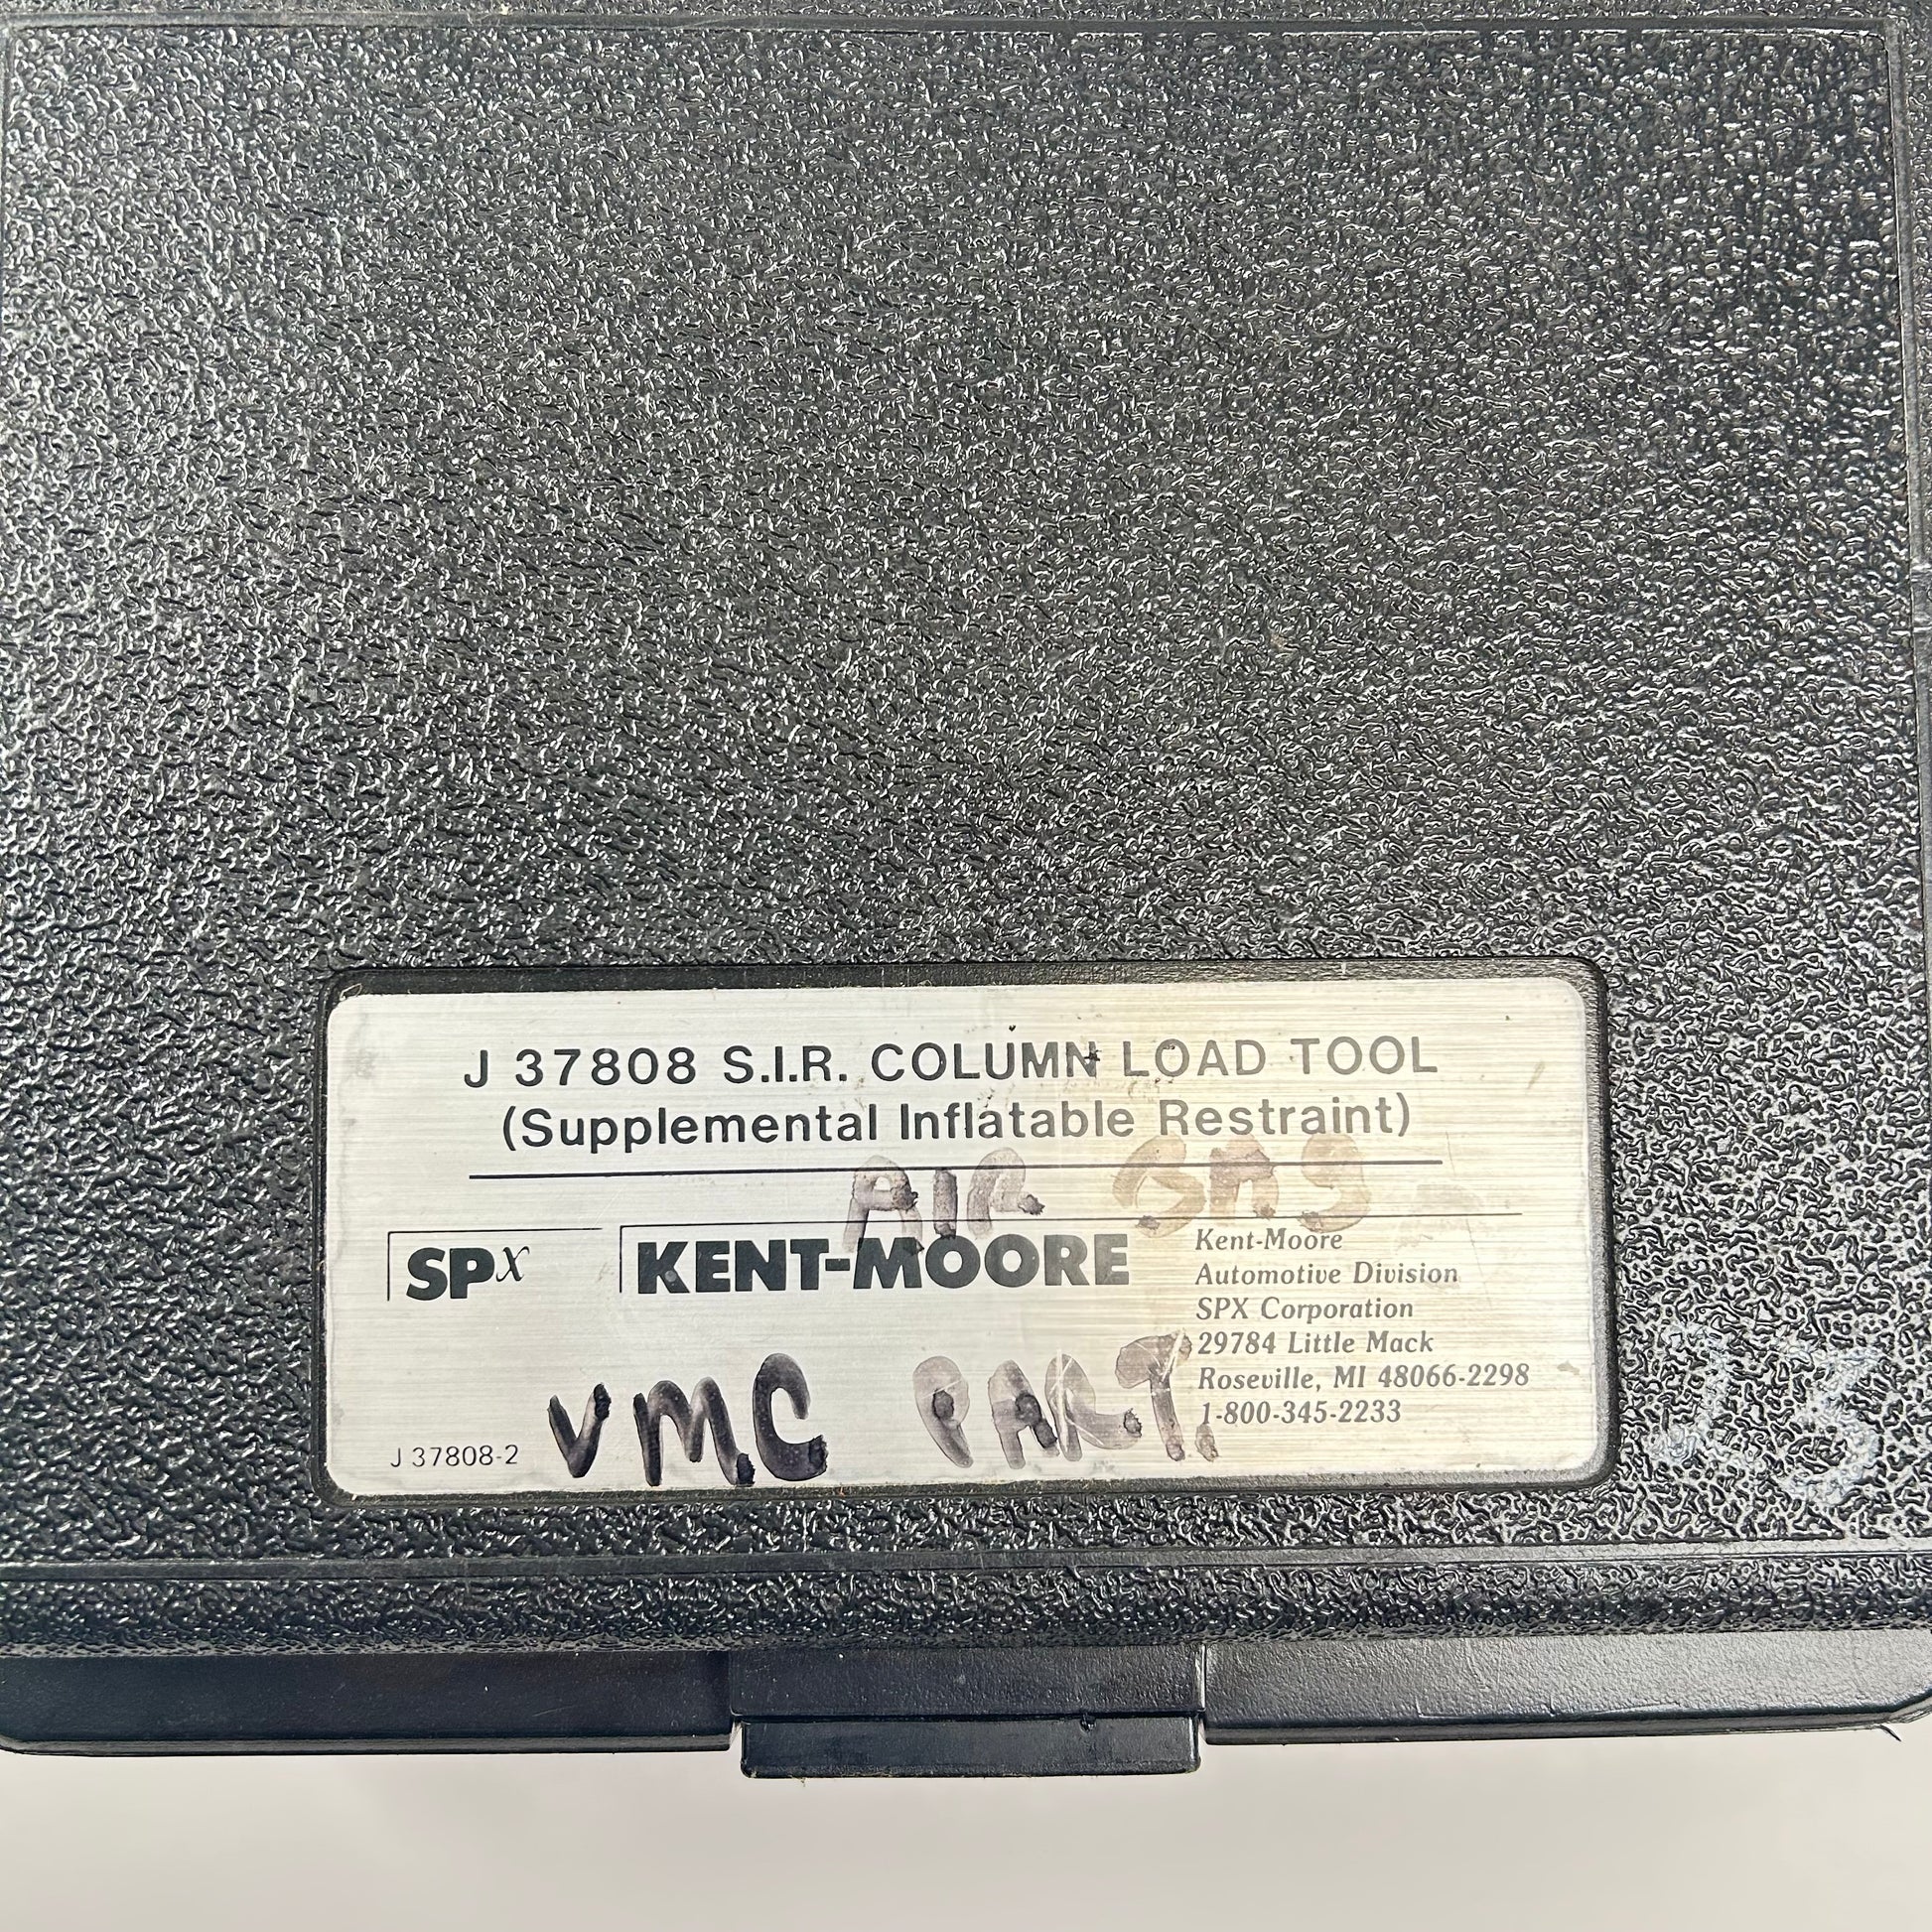 J 37808 S.I.R. COLUMN LOAD TOOL
(Supplemental Inflatable Restraint)
AIR BAG
SPX KENT-MOORE
Kent-Moore
Automotive Division
SPX Corporation
29784 Little Mack
Roseville, MI 48066-2298
1-800-345-2233
VMC PART.
J 37808-2
13